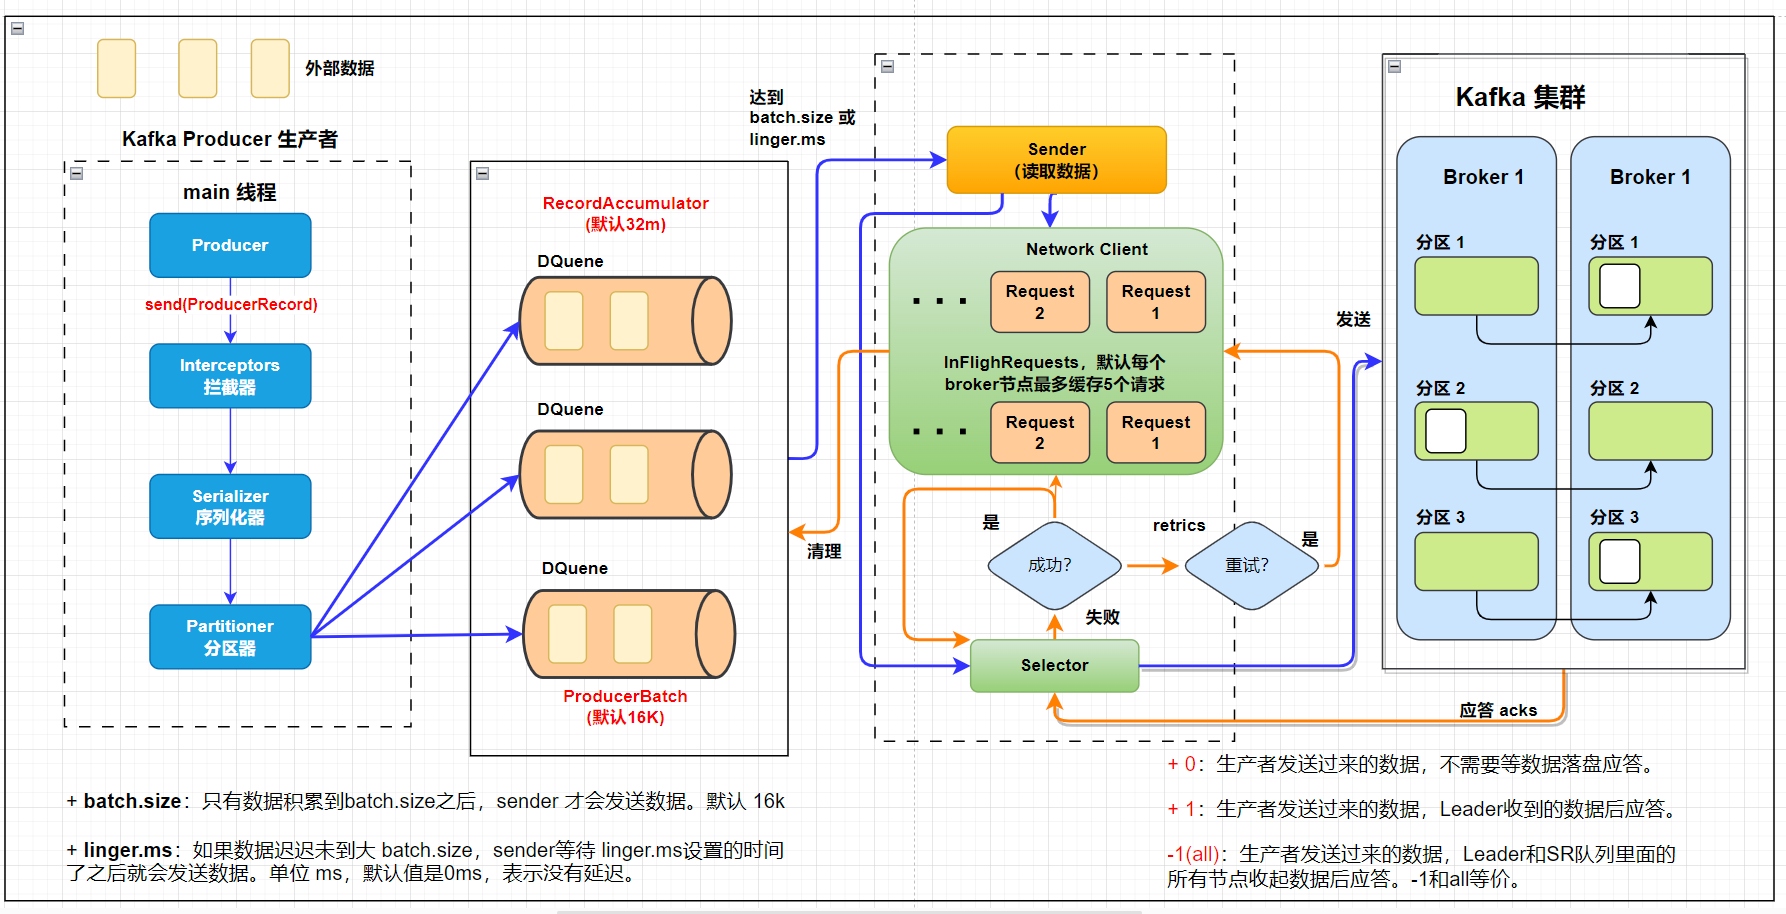 外部数据
Kafka Producer 生产者
main 线程
Producer
send(ProducerRecord)
Interceptors
拦截器
Serializer
序列化器
Partitioner
分区器
RecordAccumulator
(默认32m)
DQuene
DQuene
DQuene
ProducerBatch
(默认16K)
达到
batch.size 或
linger.ms
Sender
（读取数据）
Network Client
Request
2
Request
1
InFlighRequests，默认每个
broker节点最多缓存5个请求
Request
2
Request
1
清理
是
成功?
retrics
重试?
是
失败
Selector
发送
应答 acks
Kafka 集群
Broker 1
分区 1
分区 2
分区 3
Broker 1
分区 1
分区 2
分区 3
+ batch.size：只有数据积累到batch.size之后，sender 才会发送数据。默认 16k
+ linger.ms：如果数据迟迟未到大 batch.size，sender等待 linger.ms设置的时间
了之后就会发送数据。单位 ms，默认值是0ms，表示没有延迟。
+ 0：生产者发送过来的数据，不需要等数据落盘应答。
+ 1：生产者发送过来的数据，Leader收到的数据后应答。
-1(all)：生产者发送过来的数据，Leader和SR队列里面的
所有节点收起数据后应答。-1和all等价。